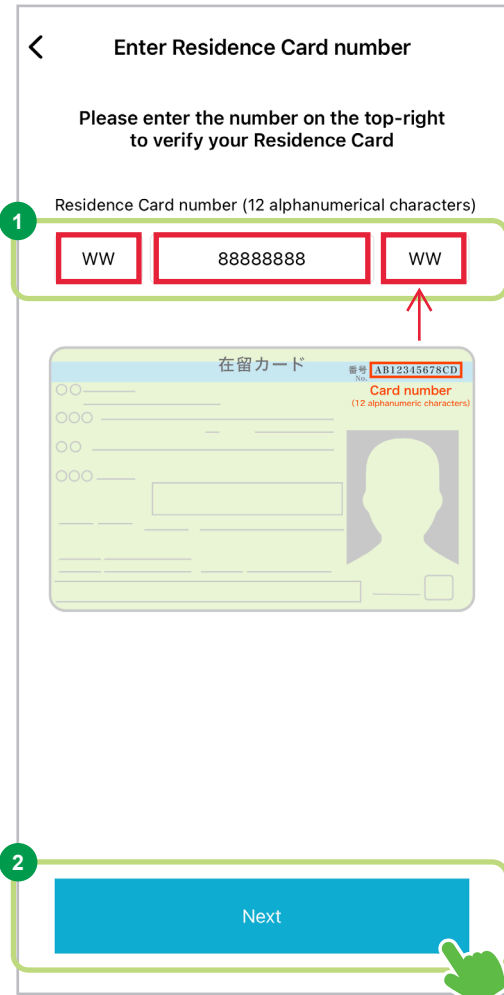 Enter Residence Card number
Please enter the number on the top-right
to verify your Residence Card
Residence Card number (12 alphanumerical characters)
1
WW 88888888 WW
在留カード
番号 AB12345678CD
No.
Card number
(12 alphanumeric characters)
2
Next